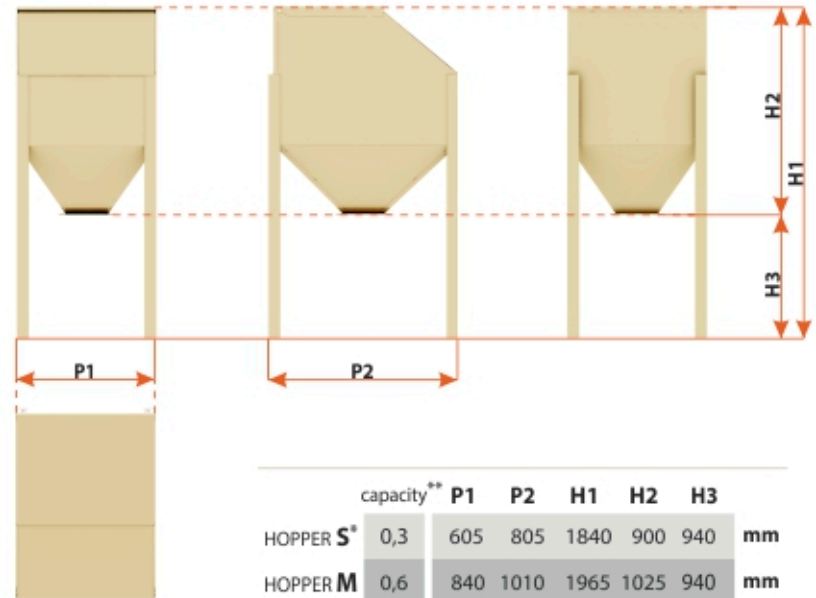 H2
H1
H3
P1 P2
capacity** P1 P2 H1 H2 H3
HOPPER S* 0,3 605 805 1840 900 940 mm
HOPPER M 0,6 840 1010 1965 1025 940 mm